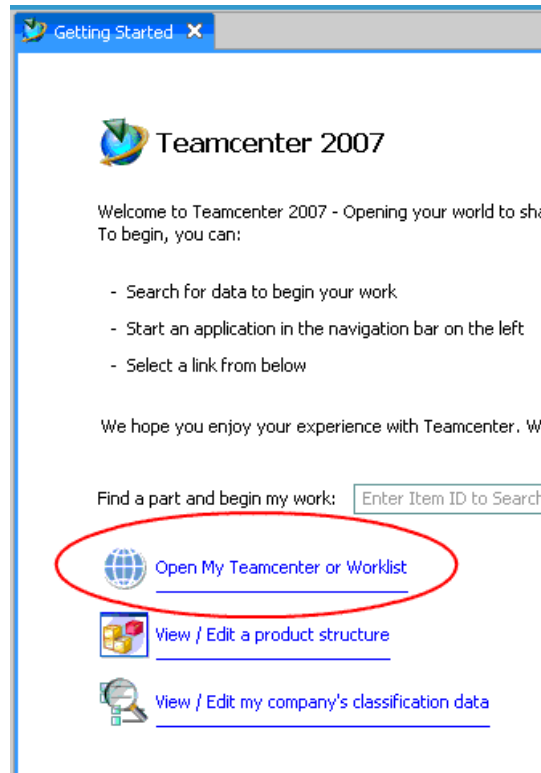 Getting Started
Teamcenter 2007
Welcome to Teamcenter 2007 - Opening your world to sha
To begin, you can:
- Search for data to begin your work
- Start an application in the navigation bar on the left
- Select a link from below
We hope you enjoy your experience with Teamcenter. W
Find a part and begin my work: Enter Item ID to Search
Open My Teamcenter or Worklist
View / Edit a product structure
View / Edit my company's classification data